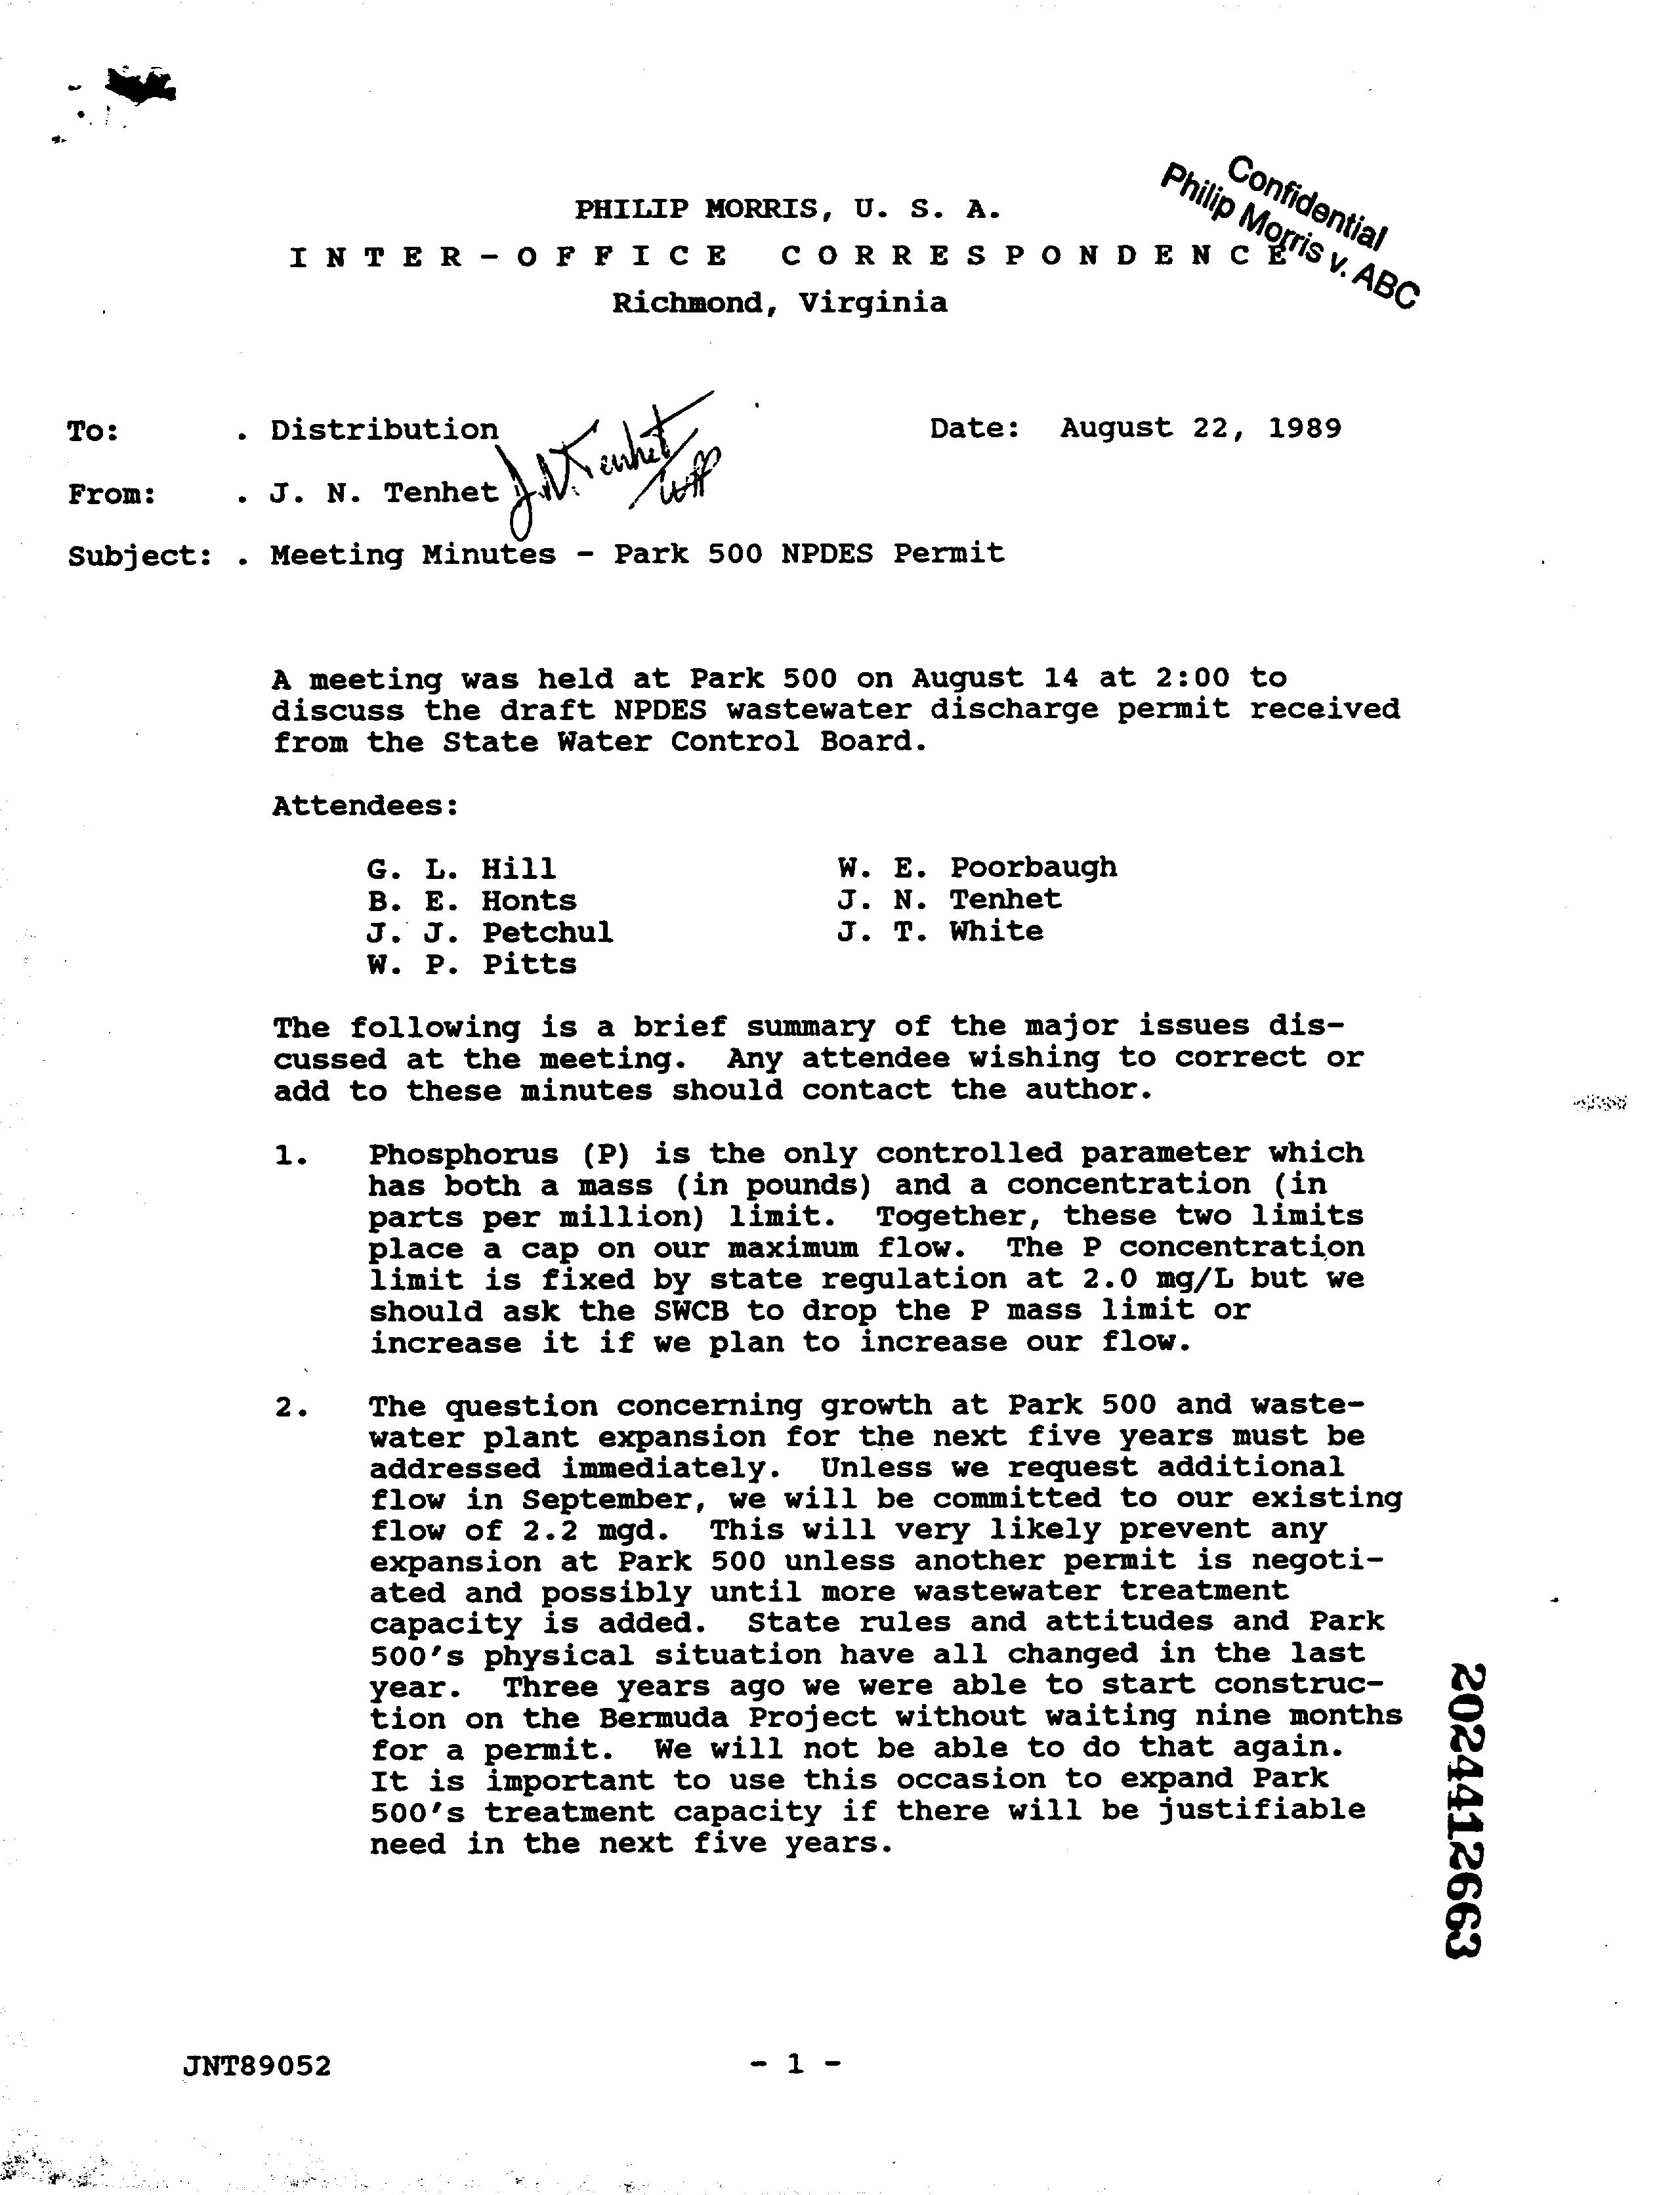 Confidential
Philip Morris v. ABC
PHILIP MORRIS, U. S. A.
INTER-OFFICE CORRESPONDENCE
Richmond, Virginia
To: . Distribution Date: August 22, 1989
J. N. Tenhet
From: . J. N. Tenhet
Subject: . Meeting Minutes - Park 500 NPDES Permit
A meeting was held at Park 500 on August 14 at 2:00 to
discuss the draft NPDES wastewater discharge permit received
from the State Water Control Board.
Attendees:
G. L. Hill W. E. Poorbaugh
B. E. Honts J. N. Tenhet
J. J. Petchul J. T. White
W. P. Pitts
The following is a brief summary of the major issues dis-
cussed at the meeting. Any attendee wishing to correct or
add to these minutes should contact the author.
1. Phosphorus (P) is the only controlled parameter which
has both a mass (in pounds) and a concentration (in
parts per million) limit. Together, these two limits
place a cap on our maximum flow. The P concentration
limit is fixed by state regulation at 2.0 mg/L but we
should ask the SWCB to drop the P mass limit or
increase it if we plan to increase our flow.
2. The question concerning growth at Park 500 and waste-
water plant expansion for the next five years must be
addressed immediately. Unless we request additional
flow in September, we will be committed to our existing
flow of 2.2 mgd. This will very likely prevent any
expansion at Park 500 unless another permit is negoti-
ated and possibly until more wastewater treatment
capacity is added. State rules and attitudes and Park
500's physical situation have all changed in the last
year. Three years ago we were able to start construc-
tion on the Bermuda Project without waiting nine months
for a permit. We will not be able to do that again.
It is important to use this occasion to expand Park
500's treatment capacity if there will be justifiable
need in the next five years.
2024412663
JNT89052 - 1 -